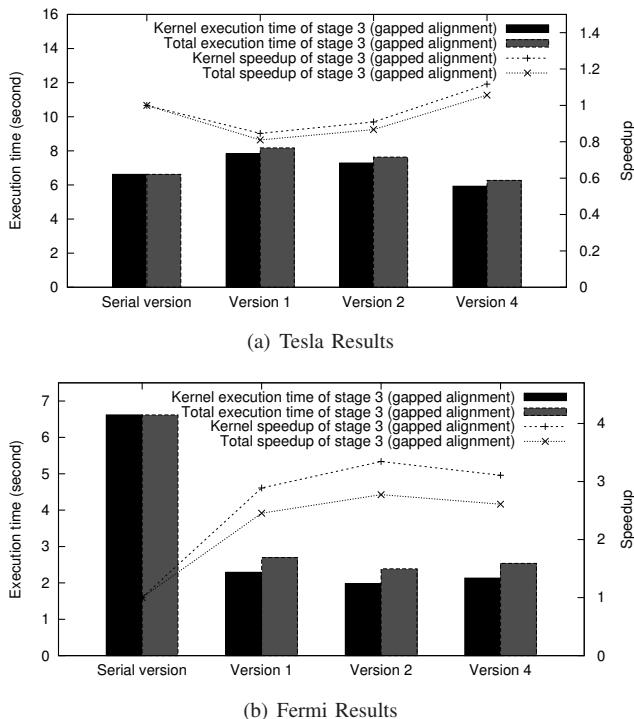 16
14
12
10
8
6
4
2
0
Execution time (second)
Kernel execution time of stage 3 (gapped alignment)
Total execution time of stage 3 (gapped alignment)
Kernel speedup of stage 3 (gapped alignment)
Total speedup of stage 3 (gapped alignment)
1.4
1.2
1
0.8
0.6
0.4
0.2
0
Speedup
Serial version Version 1 Version 2 Version 4
(a) Tesla Results
7
6
5
4
3
2
1
0
Execution time (second)
Kernel execution time of stage 3 (gapped alignment)
Total execution time of stage 3 (gapped alignment)
Kernel speedup of stage 3 (gapped alignment)
Total speedup of stage 3 (gapped alignment)
4
3
2
1
0
Speedup
Serial version Version 1 Version 2 Version 4
(b) Fermi Results